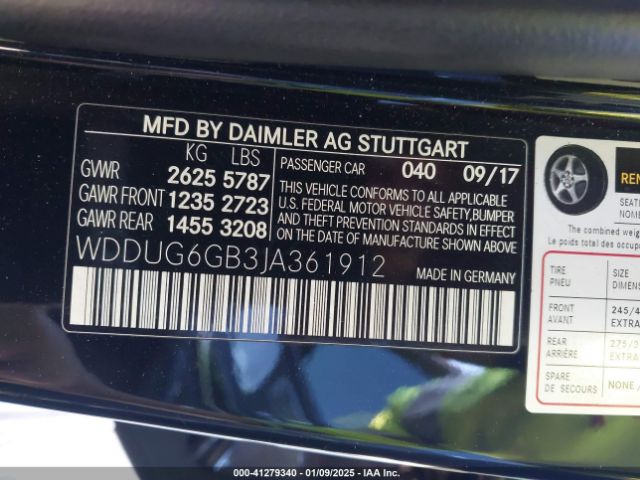 MFD BY DAIMLER AG STUTTGART
KG LBS
GVWR 2625 5787
GAWR FRONT 1235 2723
GAWR REAR 1455 3208
PASSENGER CAR 040 09/17
THIS VEHICLE CONFORMS TO ALL APPLICABLE
U.S. FEDERAL MOTOR VEHICLE SAFETY, BUMPER
AND THEFT PREVENTION STANDARDS IN EFFECT
ON THE DATE OF MANUFACTURE SHOWN ABOVE.
WDDUG6GB3JA361912 MADE IN GERMANY
The combined
Le poids total des
TIRE SIZE
PNEU
FRONT
AVANT
EXTRA
REAR
ARRIÈRE
EXTRA
SPARE NONE /
DE SECOURS
000-41279340 - 01/09/2025 - IAA Inc.